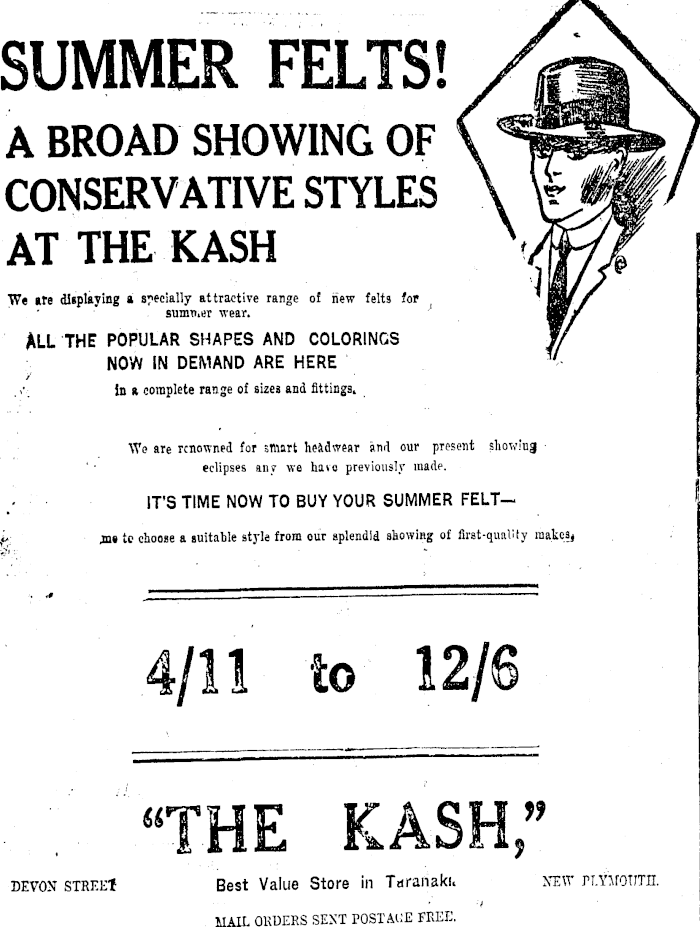 SUMMER FELTS!
A BROAD SHOWING OF
CONSERVATIVE STYLES
AT THE KASH
We are displaying a specially attractive range of new felts for
summer wear.
ALL THE POPULAR SHAPES AND COLORINGS
NOW IN DEMAND ARE HERE
in a complete range of sizes and fittings.
We are renowned for smart headwear and our present showing
eclipses any we have previously made.
IT'S TIME NOW TO BUY YOUR SUMMER FELT—
me to choose a suitable style from our splendid showing of first-quality makes,
4/11 to 12/6
"THE KASH,"
DEVON STREET Best Value Store in Taranaki. NEW PLYMOUTH.
MAIL ORDERS SENT POSTAGE FREE.